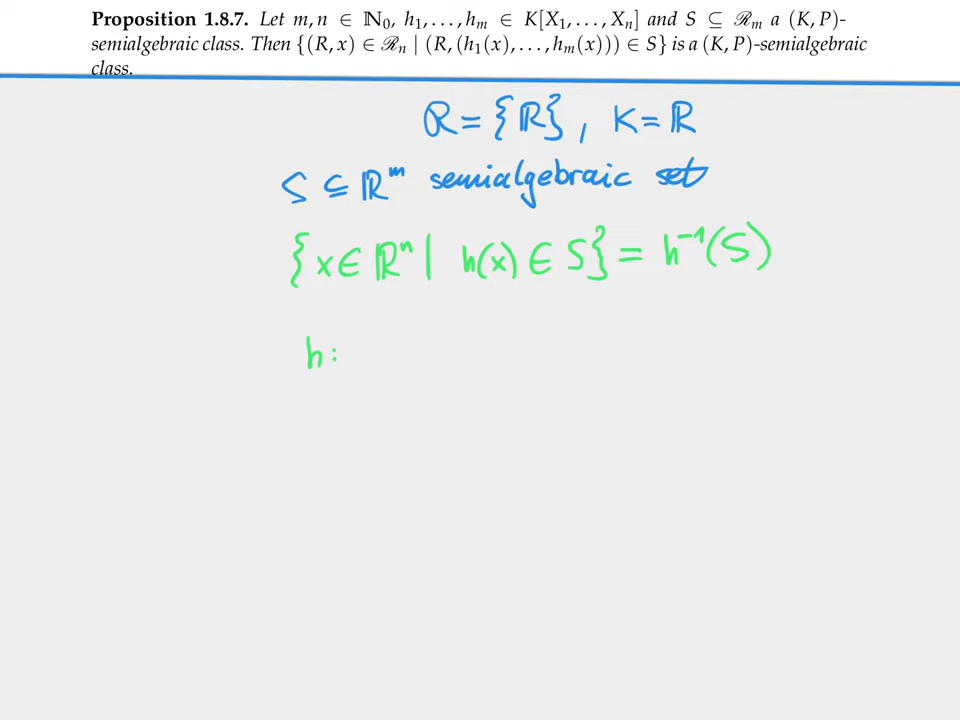 Proposition 1.8.7. Let m, n ∈ ℕ₀, h₁, . . . , hₘ ∈ K[X₁, . . . , Xₙ] and S ⊆ ℛₘ a (K, P)-
semialgebraic class. Then {(R, x) ∈ ℛₙ | (R, (h₁(x), . . . , hₘ(x))) ∈ S} is a (K, P)-semialgebraic
class.
ℛ = {ℝ}, K = ℝ
S ⊆ ℝᵐ semialgebraic set
{x ∈ ℝⁿ | h(x) ∈ S} = h⁻¹(S)
h :